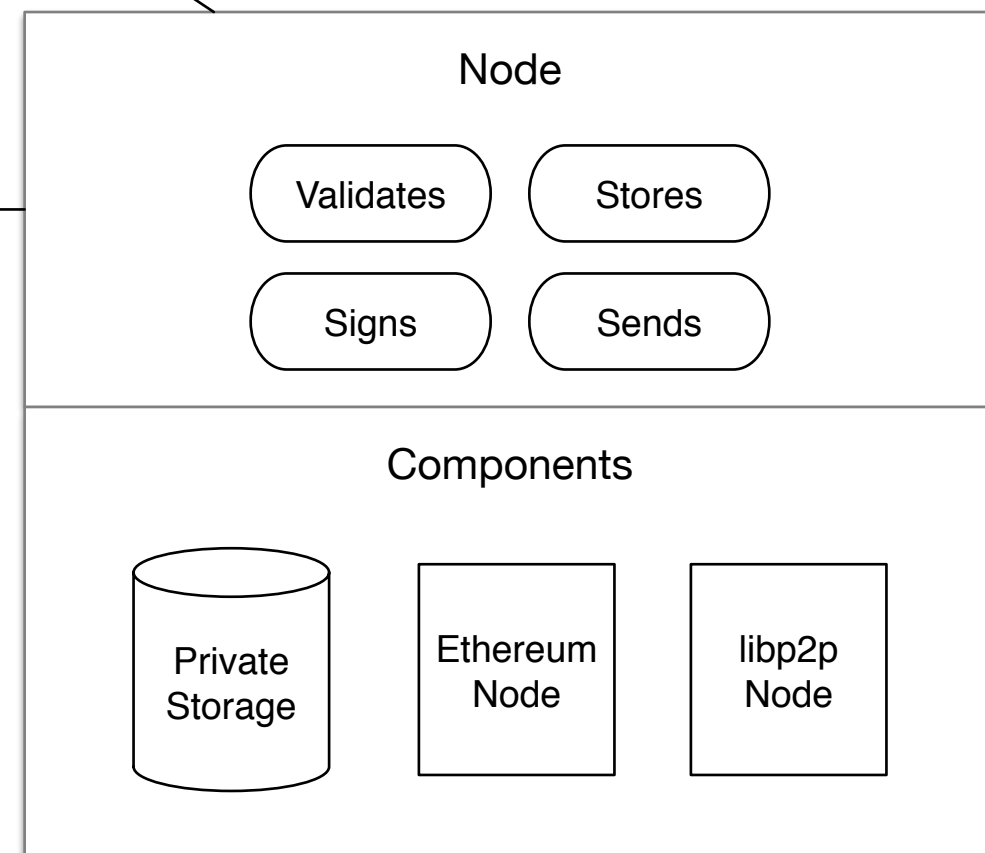 Node
Validates
Stores
Signs
Sends
Components
Private
Storage
Ethereum
Node
libp2p
Node